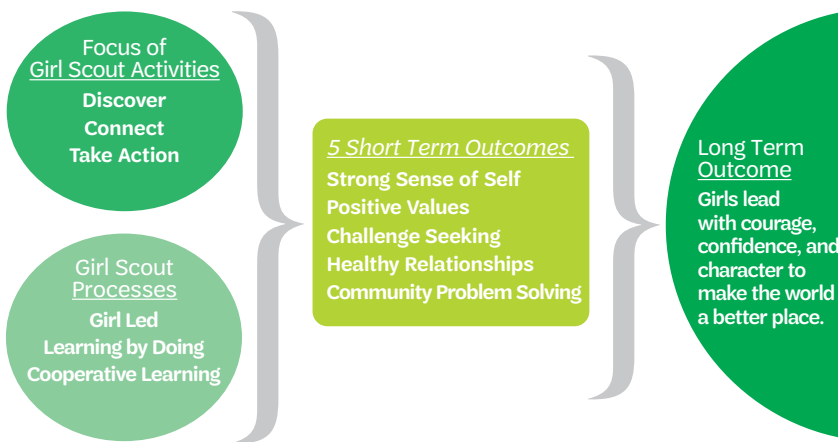 Focus of
Girl Scout Activities
Discover
Connect
Take Action
Girl Scout
Processes
Girl Led
Learning by Doing
Cooperative Learning
5 Short Term Outcomes
Strong Sense of Self
Positive Values
Challenge Seeking
Healthy Relationships
Community Problem Solving
Long Term
Outcome
Girls lead
with courage,
confidence, and
character to
make the world
a better place.